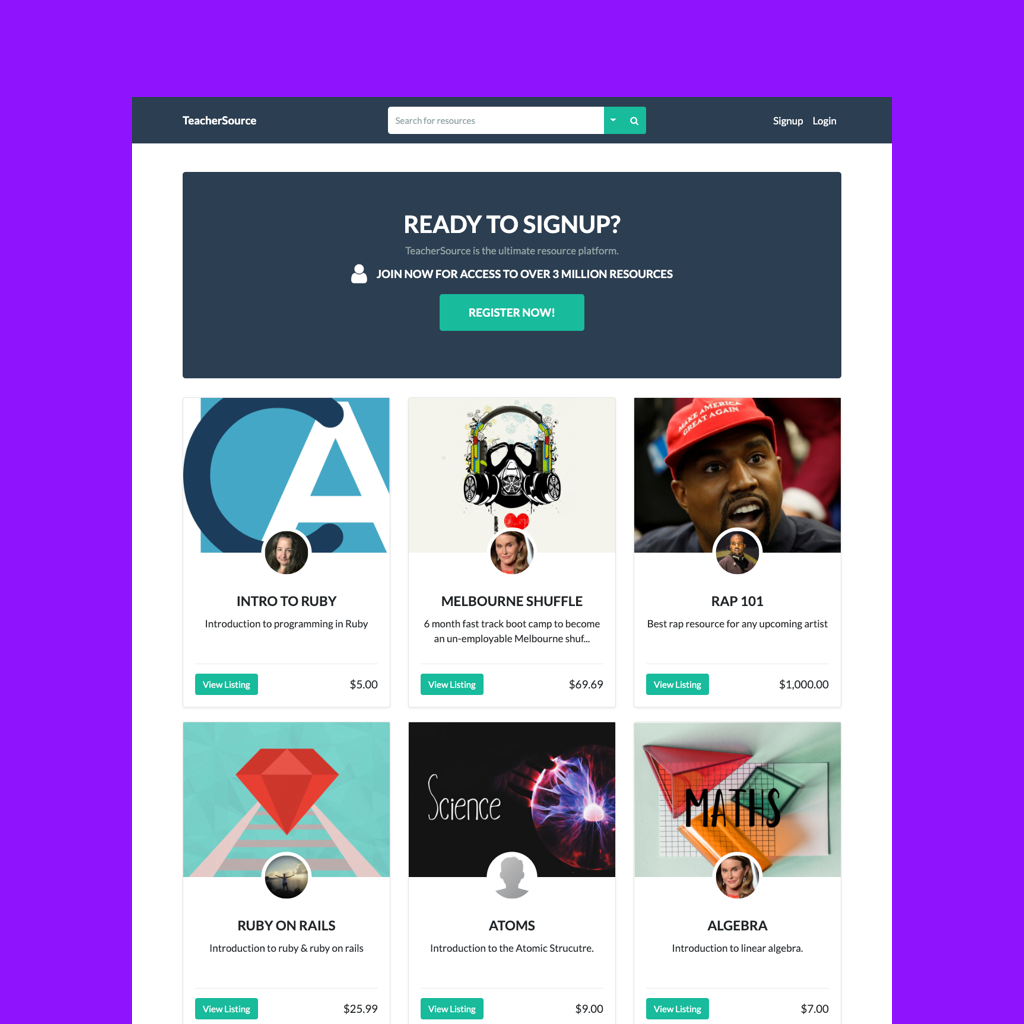 TeacherSource
Search for resources
Signup Login
READY TO SIGNUP?
TeacherSource is the ultimate resource platform.
JOIN NOW FOR ACCESS TO OVER 3 MILLION RESOURCES
REGISTER NOW!
CA
MAKE AMERICA
GREAT AGAIN
INTRO TO RUBY
Introduction to programming in Ruby
View Listing $5.00
MELBOURNE SHUFFLE
6 month fast track boot camp to become
an un-employable Melbourne shuf...
View Listing $69.69
RAP 101
Best rap resource for any upcoming artist
View Listing $1,000.00
Science
MATHS
RUBY ON RAILS
Introduction to ruby & ruby on rails
View Listing $25.99
ATOMS
Introduction to the Atomic Strucutre.
View Listing $9.00
ALGEBRA
Introduction to linear algebra.
View Listing $7.00